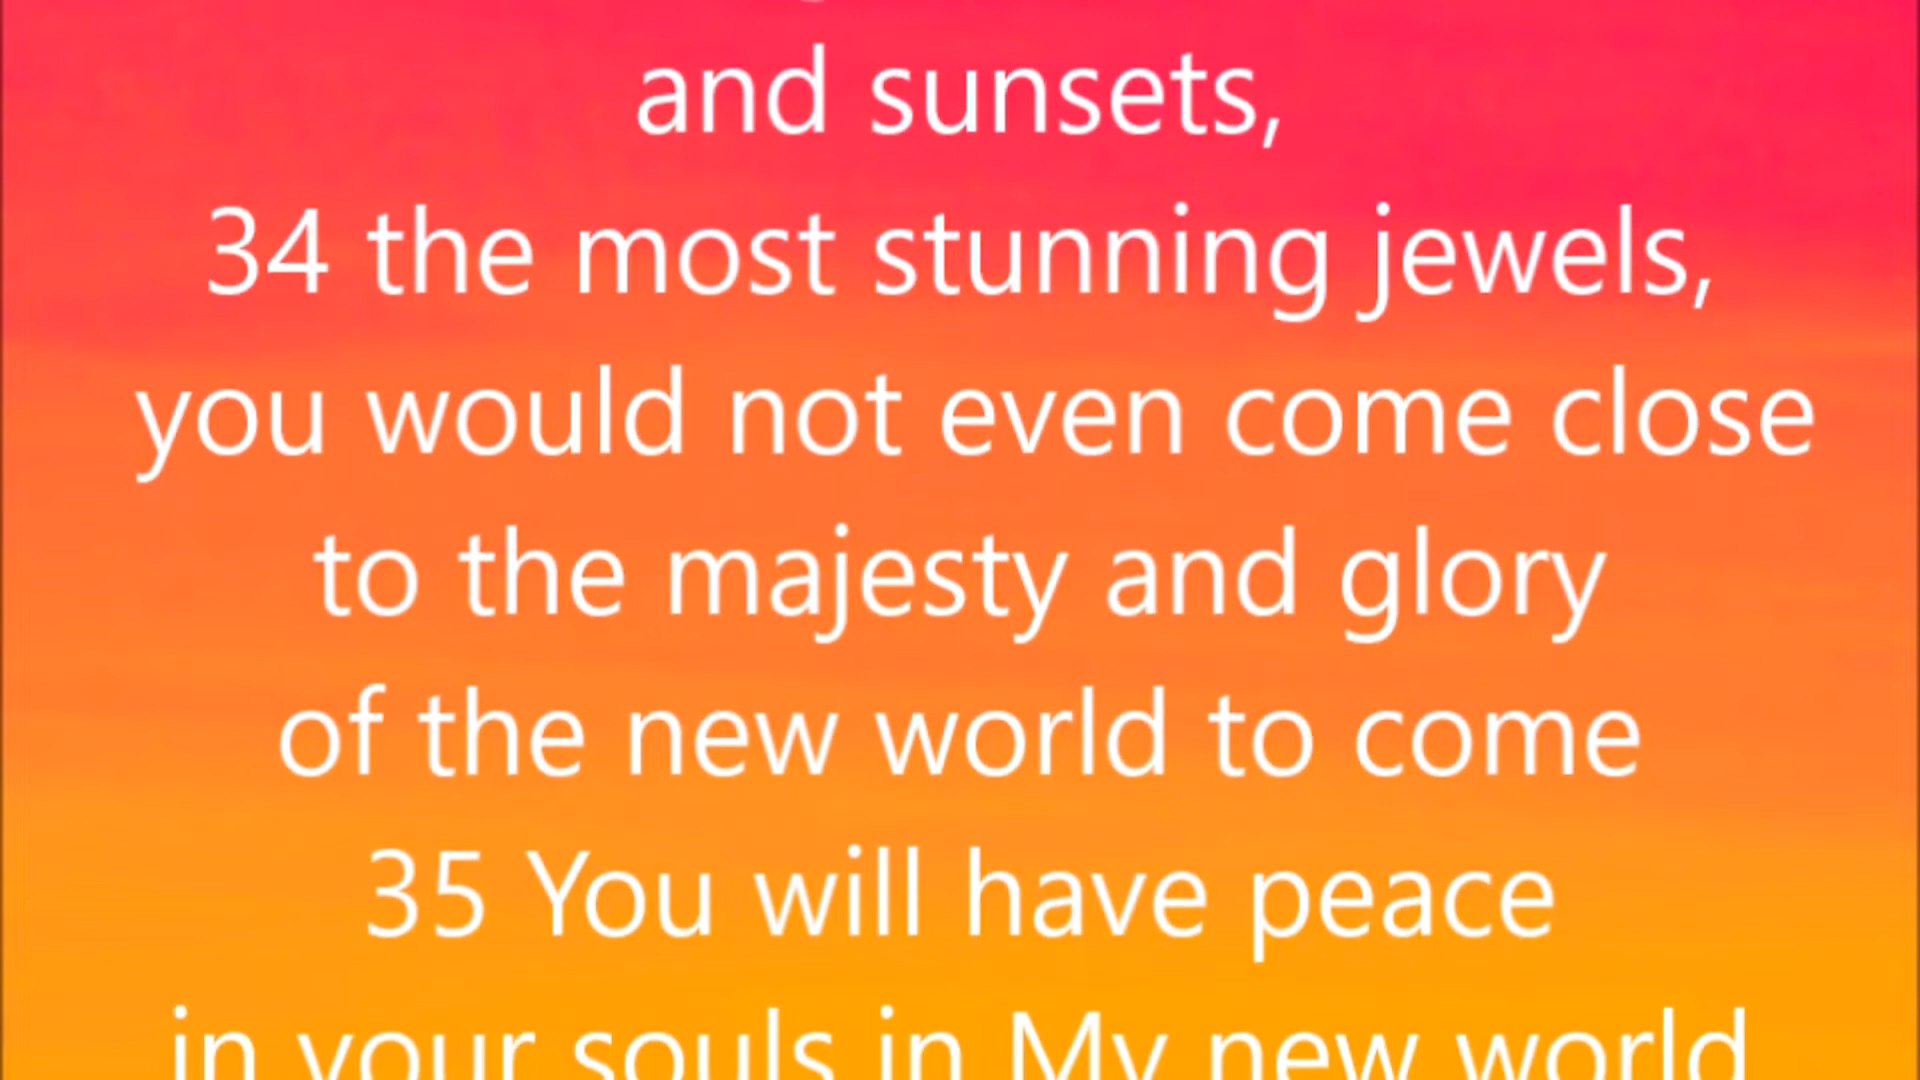 and sunsets,
34 the most stunning jewels,
you would not even come close
to the majesty and glory
of the new world to come
35 You will have peace
in your souls in My new world